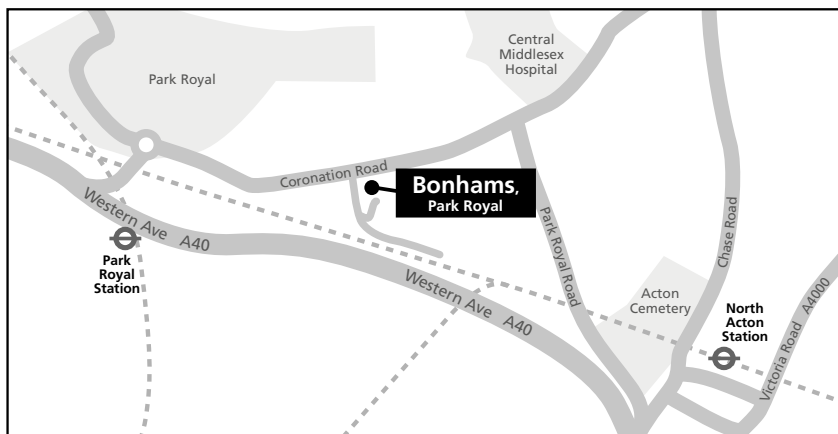 Central
Middlesex
Hospital
Park Royal
Coronation Road
Bonhams,
Park Royal
Western Ave A40
Park
Royal
Station
Park Royal Road
Chase Road
Western Ave A40
Acton
Cemetery
North
Acton
Station
Victoria Road A4000